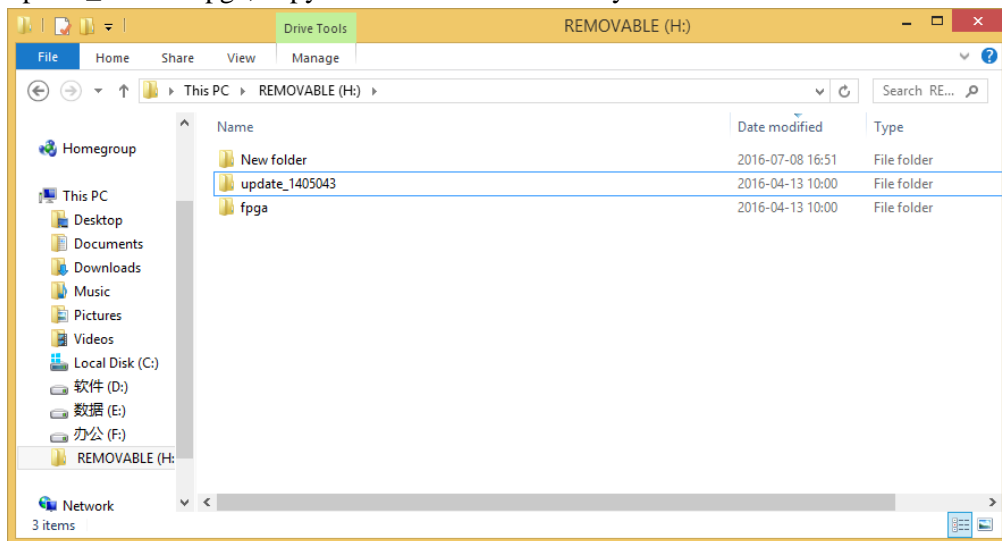 Drive Tools
REMOVABLE (H:)
File
Home
Share
View
Manage
This PC
REMOVABLE (H:)
Search RE...
Name
Date modified
Type
Homegroup
New folder
2016-07-08 16:51
File folder
This PC
update_1405043
2016-04-13 10:00
File folder
Desktop
fpga
2016-04-13 10:00
File folder
Documents
Downloads
Music
Pictures
Videos
Local Disk (C:)
软件 (D:)
数据 (E:)
办公 (F:)
REMOVABLE (H:
Network
3 items